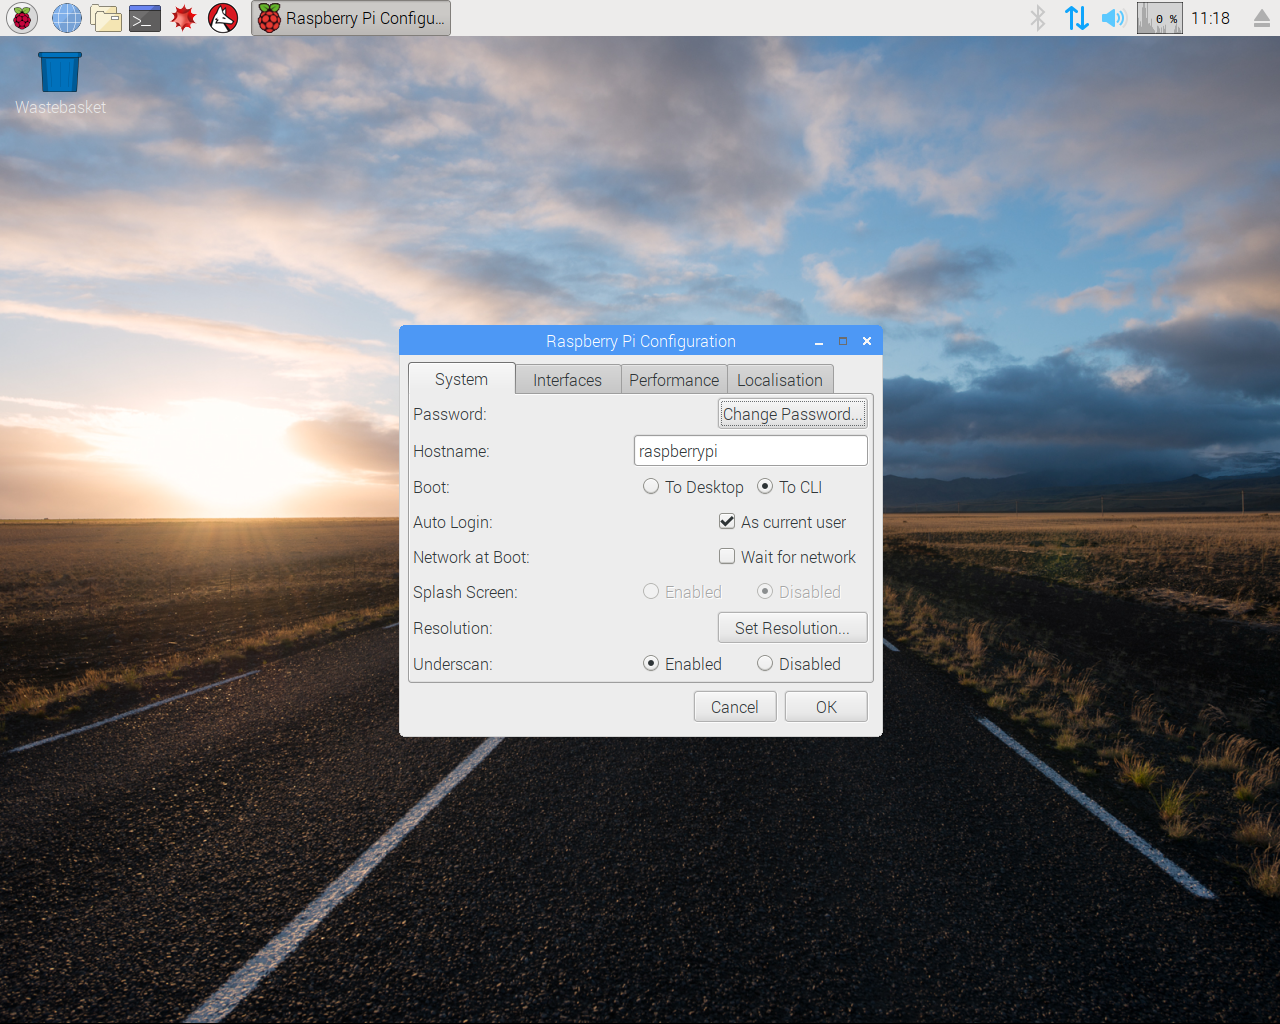 Raspberry Pi Configu...
0 %
11:18
Wastebasket
Raspberry Pi Configuration
System Interfaces Performance Localisation
Password: Change Password...
Hostname: raspberrypi
Boot: To Desktop To CLI
Auto Login: As current user
Network at Boot: Wait for network
Splash Screen: Enabled Disabled
Resolution: Set Resolution...
Underscan: Enabled Disabled
Cancel OK